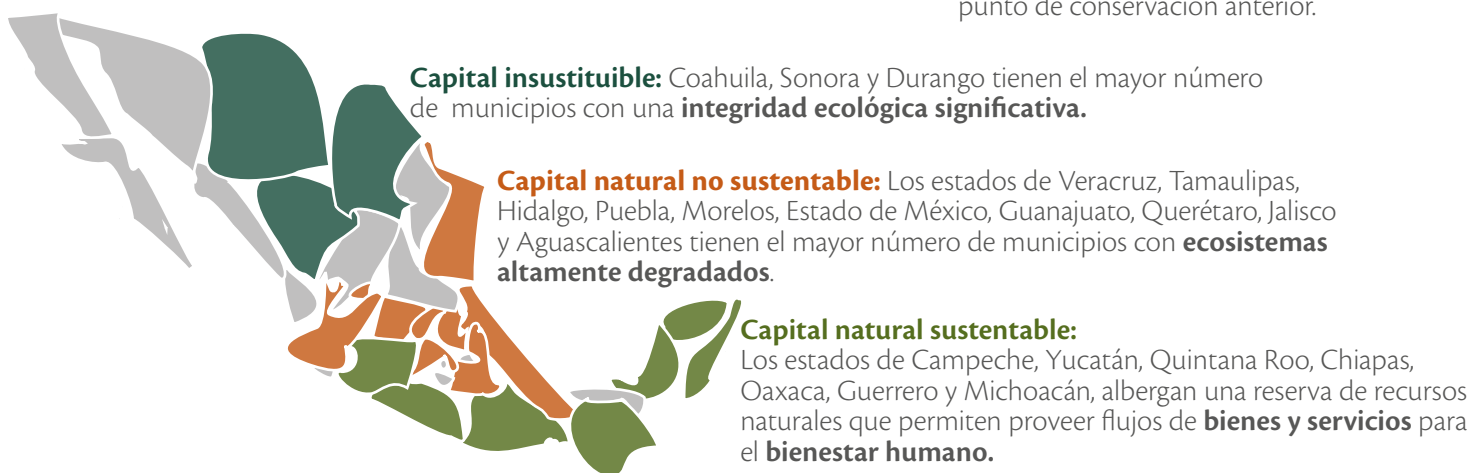 punto de conservación anterior.
Capital insustituible: Coahuila, Sonora y Durango tienen el mayor número
de municipios con una integridad ecológica significativa.
Capital natural no sustentable: Los estados de Veracruz, Tamaulipas,
Hidalgo, Puebla, Morelos, Estado de México, Guanajuato, Querétaro, Jalisco
y Aguascalientes tienen el mayor número de municipios con ecosistemas
altamente degradados.
Capital natural sustentable:
Los estados de Campeche, Yucatán, Quintana Roo, Chiapas,
Oaxaca, Guerrero y Michoacán, albergan una reserva de recursos
naturales que permiten proveer flujos de bienes y servicios para
el bienestar humano.